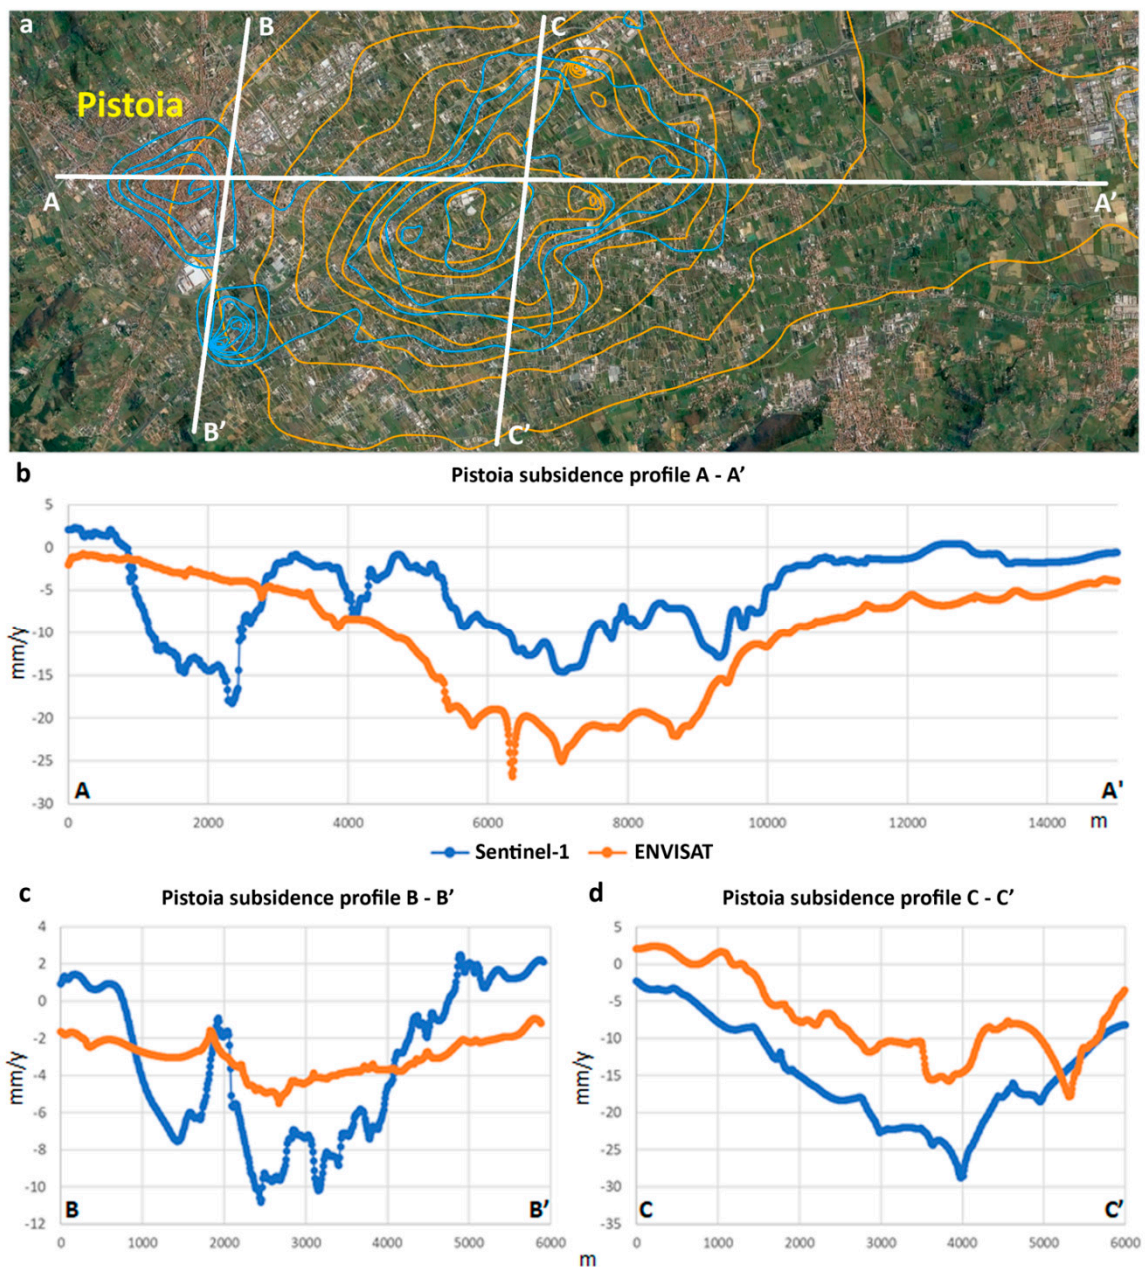 a
B
C
Pistoia
A
A'
B'
C'
b
Pistoia subsidence profile A - A'
5
0
-5
-10
-15
-20
-25
-30
mm/y
A
A'
0 2000 4000 6000 8000 10000 12000 14000 m
Sentinel-1 ENVISAT
c
Pistoia subsidence profile B - B'
4
2
0
-2
-4
-6
-8
-10
-12
mm/y
B
B'
0 1000 2000 3000 4000 5000 6000
d
Pistoia subsidence profile C - C'
5
0
-5
-10
-15
-20
-25
-30
-35
mm/y
C
C'
0 1000 2000 3000 4000 5000 6000
m